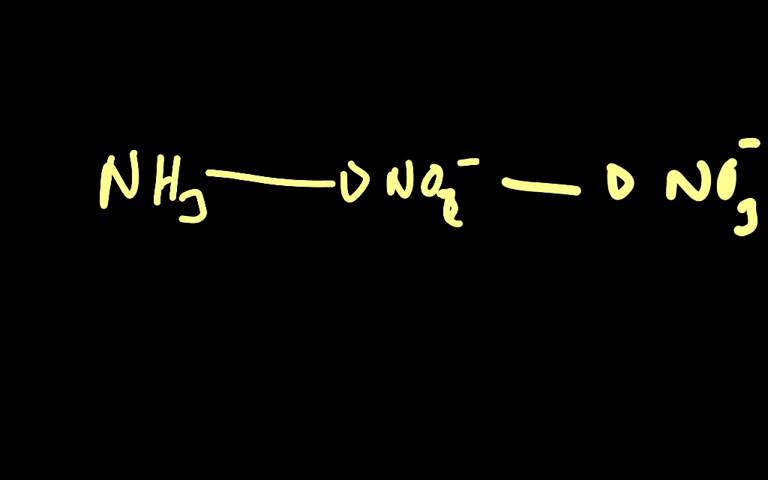 NH₃ → NO₂⁻ → NO₃⁻